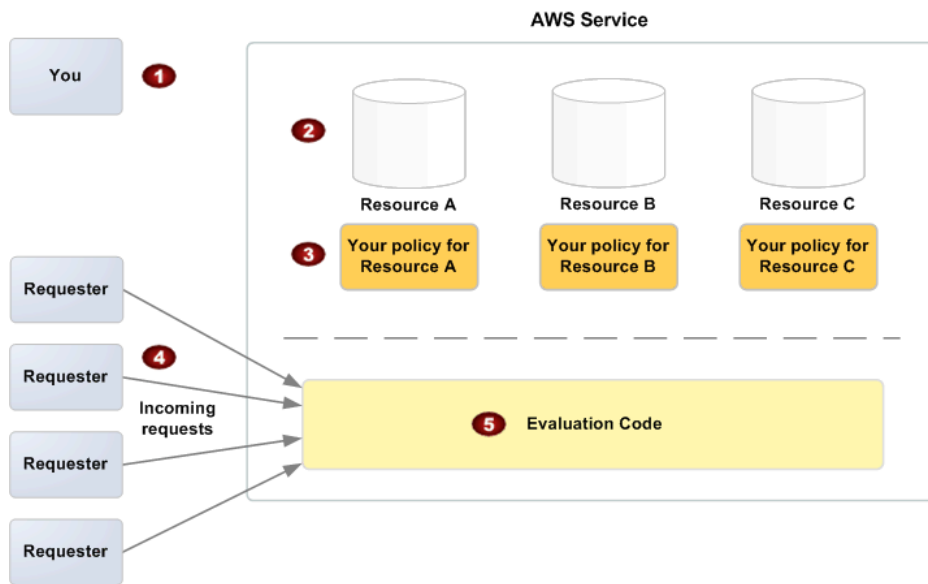 AWS Service
You
1
2
Resource A
Resource B
Resource C
3
Your policy for
Resource A
Your policy for
Resource B
Your policy for
Resource C
Requester
Requester
4
Incoming
requests
5
Evaluation Code
Requester
Requester